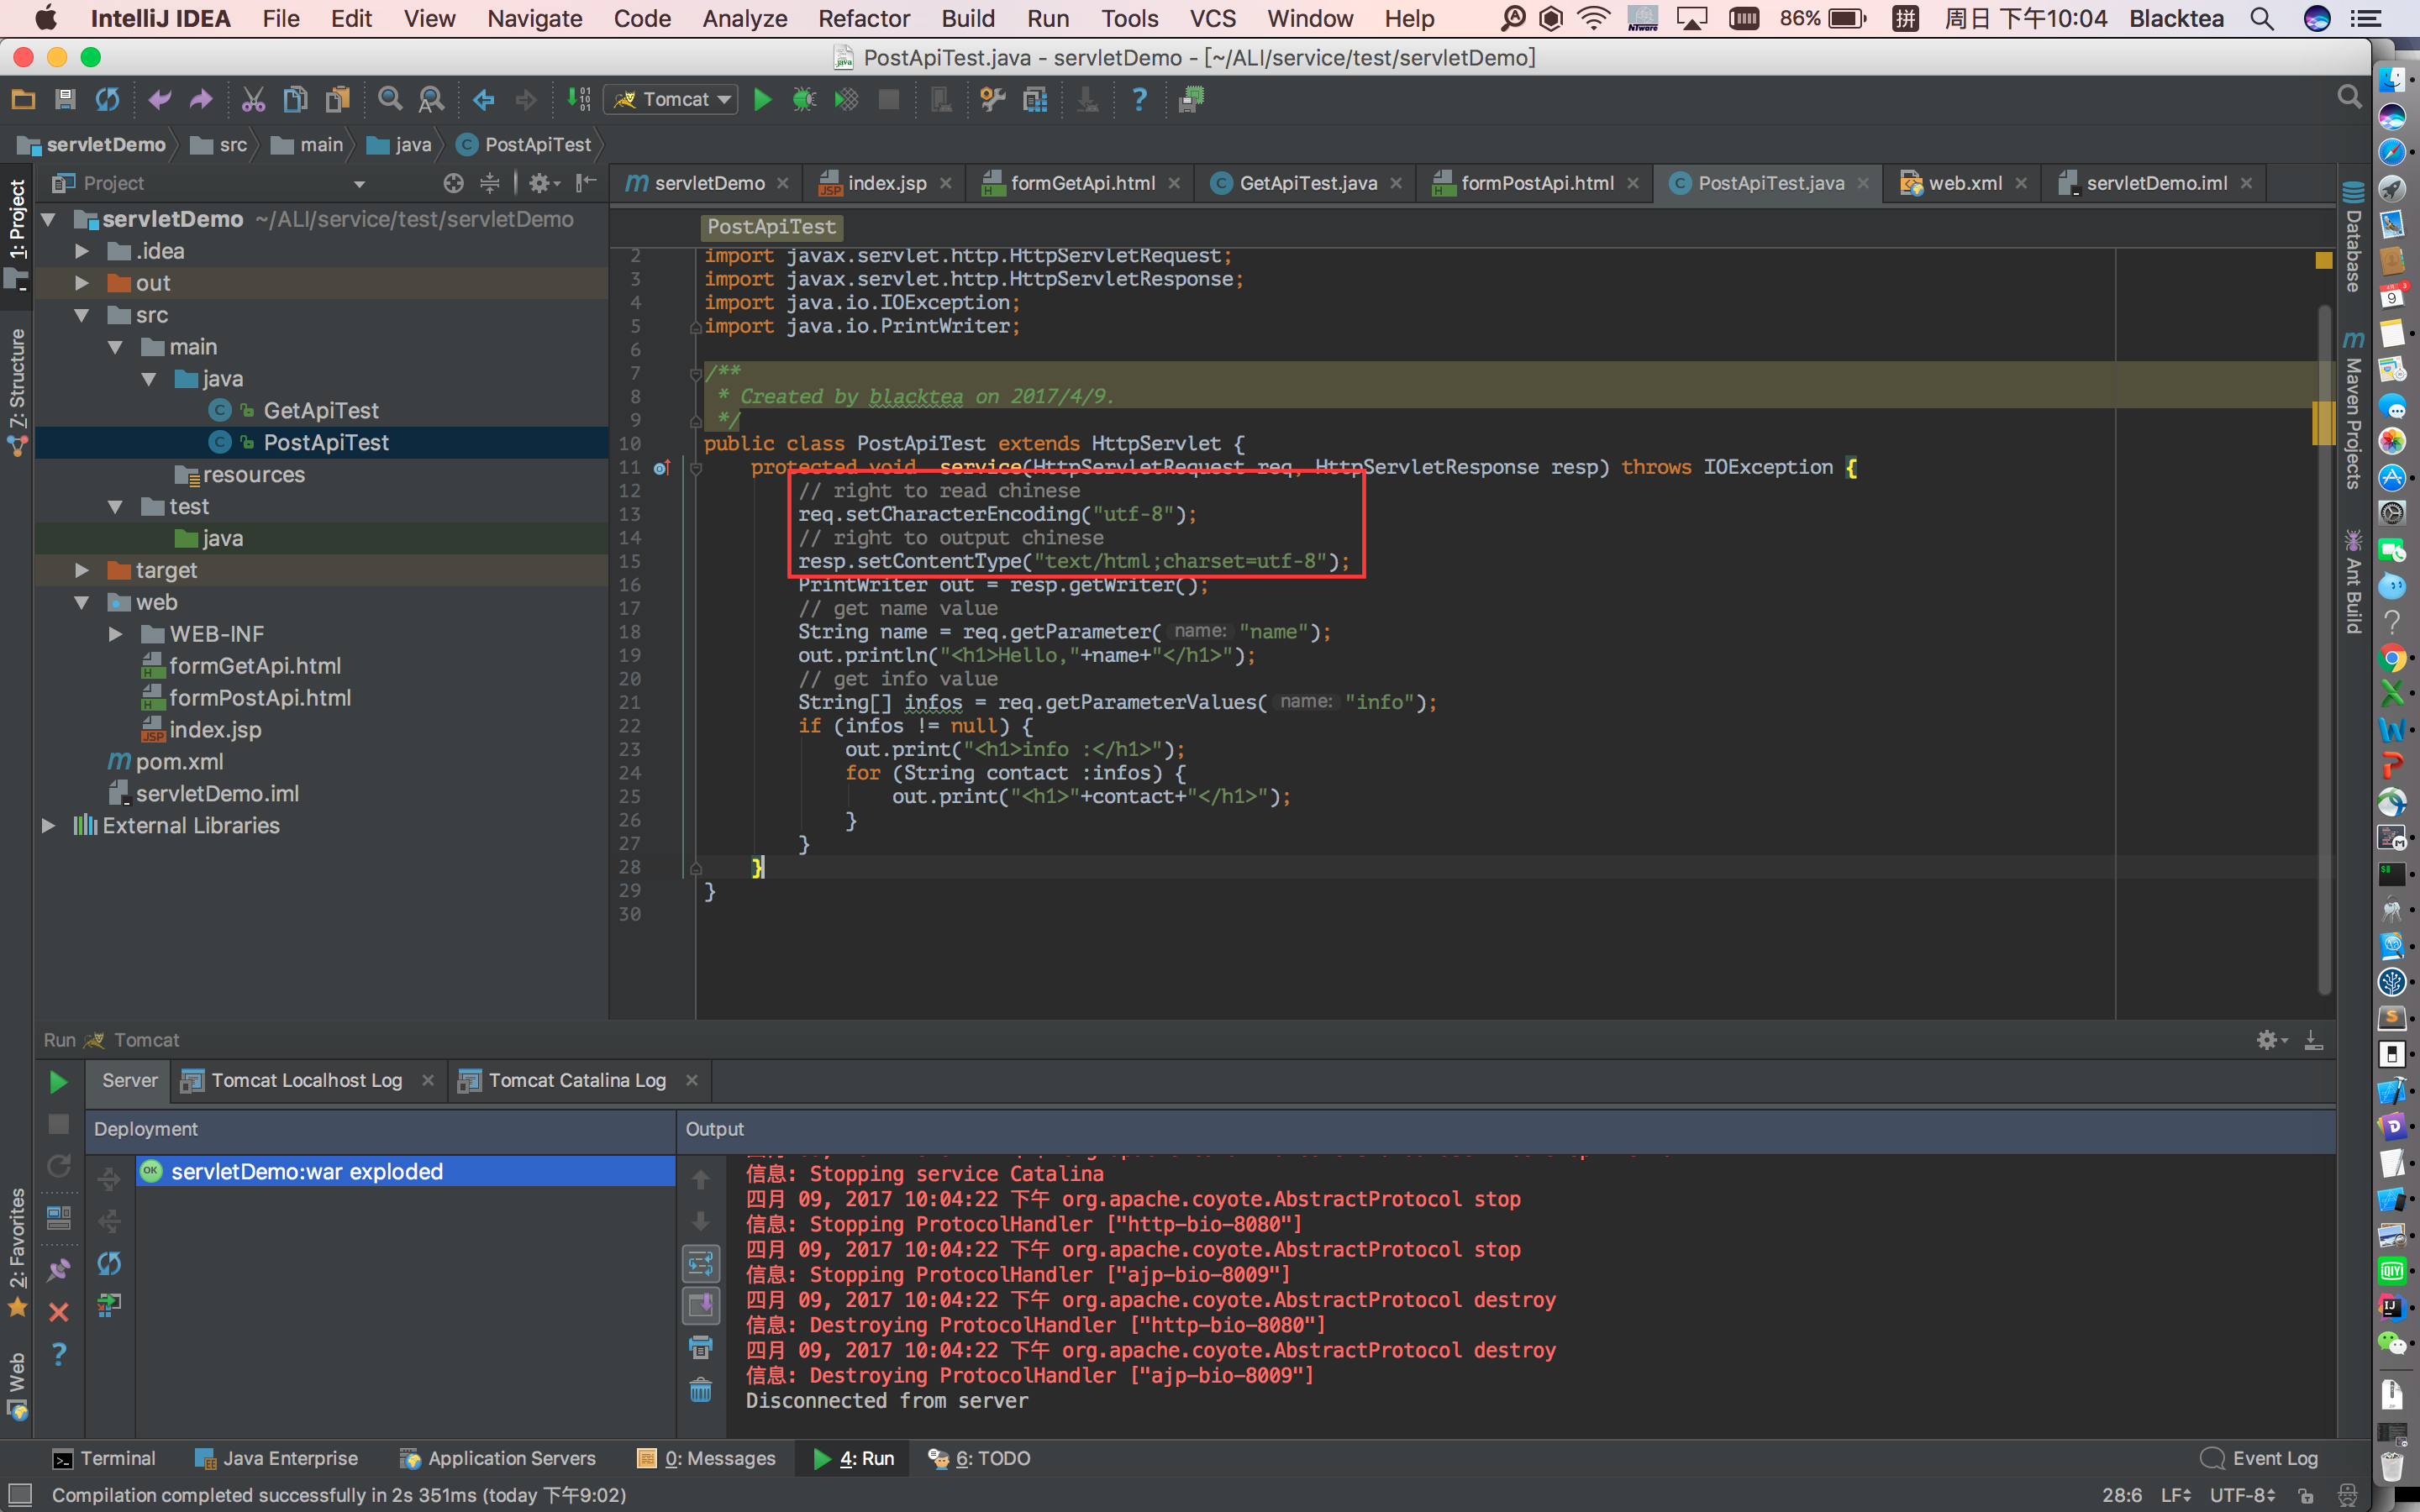 IntelliJ IDEA File Edit View Navigate Code Analyze Refactor Build Run Tools VCS Window Help 86% 拼 周日 下午10:04 Blacktea
PostApiTest.java - servletDemo - [~/ALI/service/test/servletDemo]
Tomcat
servletDemo src main java PostApiTest
Project
servletDemo index.jsp formGetApi.html GetApiTest.java formPostApi.html PostApiTest.java web.xml servletDemo.iml
1: Project
7: Structure
2: Favorites
Web
servletDemo ~/ALI/service/test/servletDemo
.idea
out
src
main
java
GetApiTest
PostApiTest
resources
test
java
target
web
WEB-INF
formGetApi.html
formPostApi.html
index.jsp
pom.xml
servletDemo.iml
External Libraries
PostApiTest
2 import javax.servlet.http.HttpServletRequest;
3 import javax.servlet.http.HttpServletResponse;
4 import java.io.IOException;
5 import java.io.PrintWriter;
6
7 /**
8 * Created by blacktea on 2017/4/9.
9 */
10 public class PostApiTest extends HttpServlet {
11 protected void service(HttpServletRequest req, HttpServletResponse resp) throws IOException {
12 // right to read chinese
13 req.setCharacterEncoding("utf-8");
14 // right to output chinese
15 resp.setContentType("text/html;charset=utf-8");
16 PrintWriter out = resp.getWriter();
17 // get name value
18 String name = req.getParameter( name: "name");
19 out.println("<h1>Hello,"+name+"</h1>");
20 // get info value
21 String[] infos = req.getParameterValues( name: "info");
22 if (infos != null) {
23 out.print("<h1>info :</h1>");
24 for (String contact :infos) {
25 out.print("<h1>"+contact+"</h1>");
26 }
27 }
28 }
29 }
30
Database
Maven Projects
Ant Build
Run Tomcat
Server Tomcat Localhost Log Tomcat Catalina Log
Deployment Output
servletDemo:war exploded
信息: Stopping service Catalina
四月 09, 2017 10:04:22 下午 org.apache.coyote.AbstractProtocol stop
信息: Stopping ProtocolHandler ["http-bio-8080"]
四月 09, 2017 10:04:22 下午 org.apache.coyote.AbstractProtocol stop
信息: Stopping ProtocolHandler ["ajp-bio-8009"]
四月 09, 2017 10:04:22 下午 org.apache.coyote.AbstractProtocol destroy
信息: Destroying ProtocolHandler ["http-bio-8080"]
四月 09, 2017 10:04:22 下午 org.apache.coyote.AbstractProtocol destroy
信息: Destroying ProtocolHandler ["ajp-bio-8009"]
Disconnected from server
Terminal Java Enterprise Application Servers 0: Messages 4: Run 6: TODO Event Log
Compilation completed successfully in 2s 351ms (today 下午9:02) 28:6 LF UTF-8